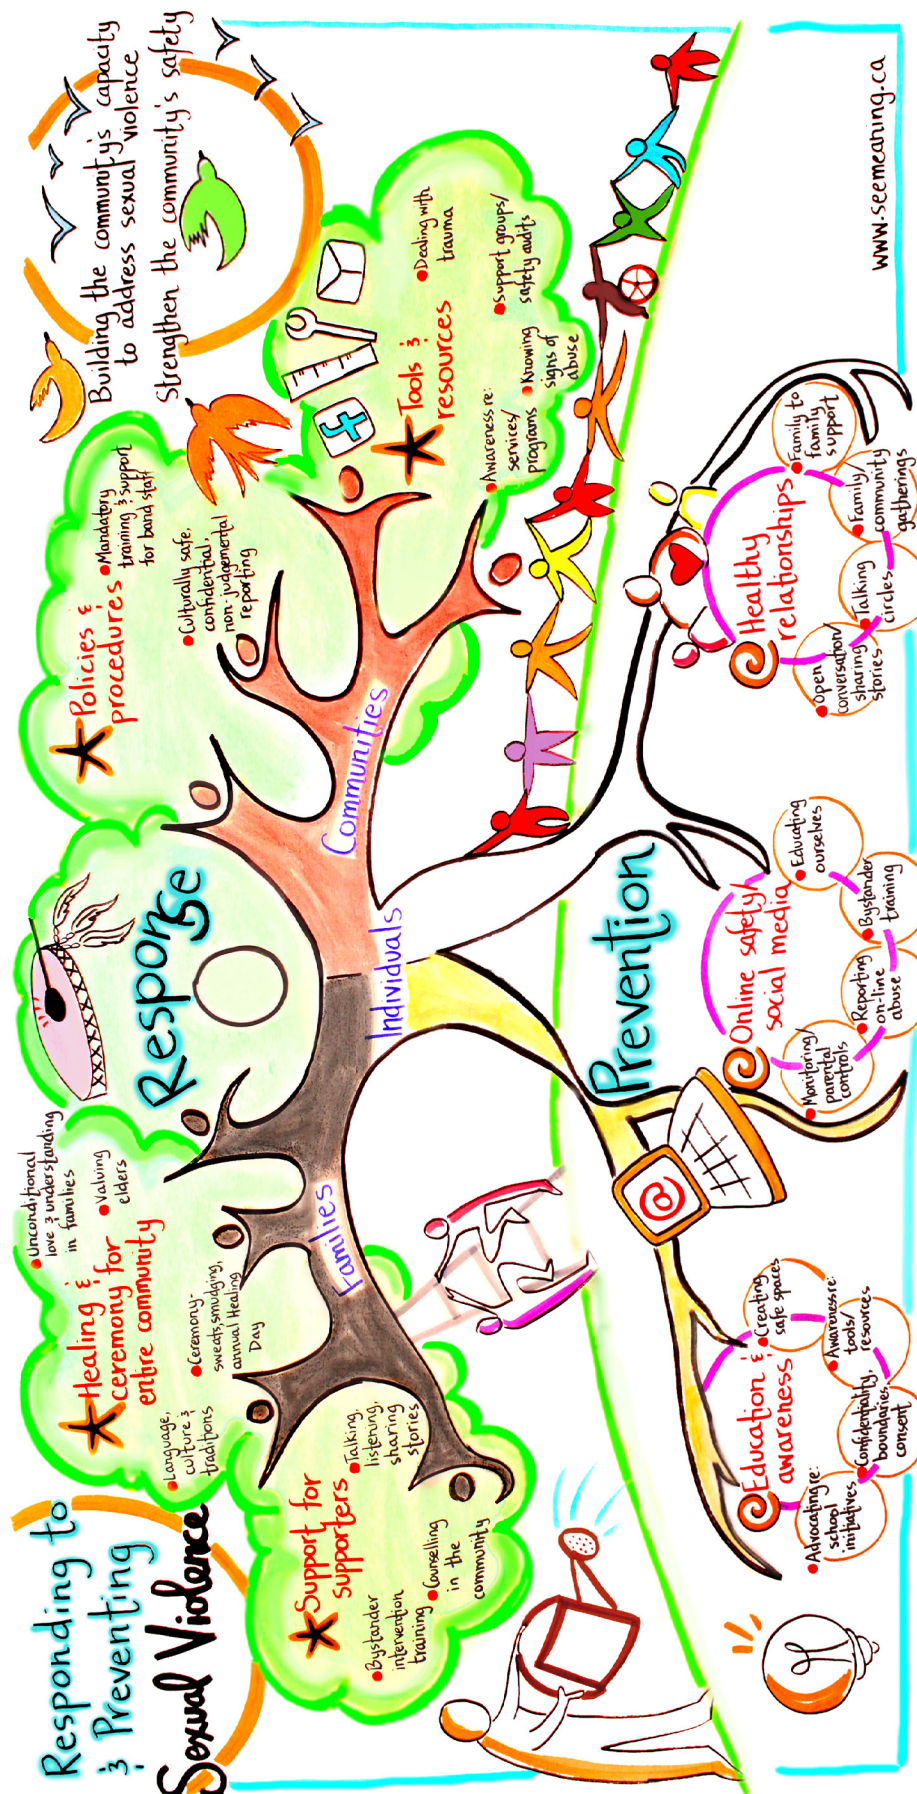 Responding to
& Preventing
Sexual Violence
Building the community's capacity
to address sexual violence
Strengthen the community's safety
Response
Healing &
ceremony for
entire community
Unconditional
love & understanding
in families
Valuing
elders
Language,
culture &
traditions
Ceremony-
sweats, smudging,
annual Healing
Day
Support for
supporters
Talking,
listening,
sharing
stories
Bystander
intervention
training
Counselling
in the
community
Policies &
procedures
Mandatory
training & support
for band staff
Culturally safe,
confidential,
non-judgemental
reporting
f
Tools &
resources
Dealing with
trauma
Awareness re:
services/
programs
Knowing
signs of
abuse
Support groups/
safety audits
Families
Individuals
Communities
Prevention
@
Education &
awareness
Advocating re:
school
initiatives
Confidentiality,
boundaries,
consent
Awareness re:
tools/
resources
Creating
safe spaces
Online safety/
social media
Monitoring/
parental
controls
Reporting
on-line
abuse
Bystander
training
Educating
ourselves
Healthy
relationships
Open
conversation/
sharing
stories
Talking
circles
Family/
community
gatherings
Family to
family
support
www.seemeaning.ca